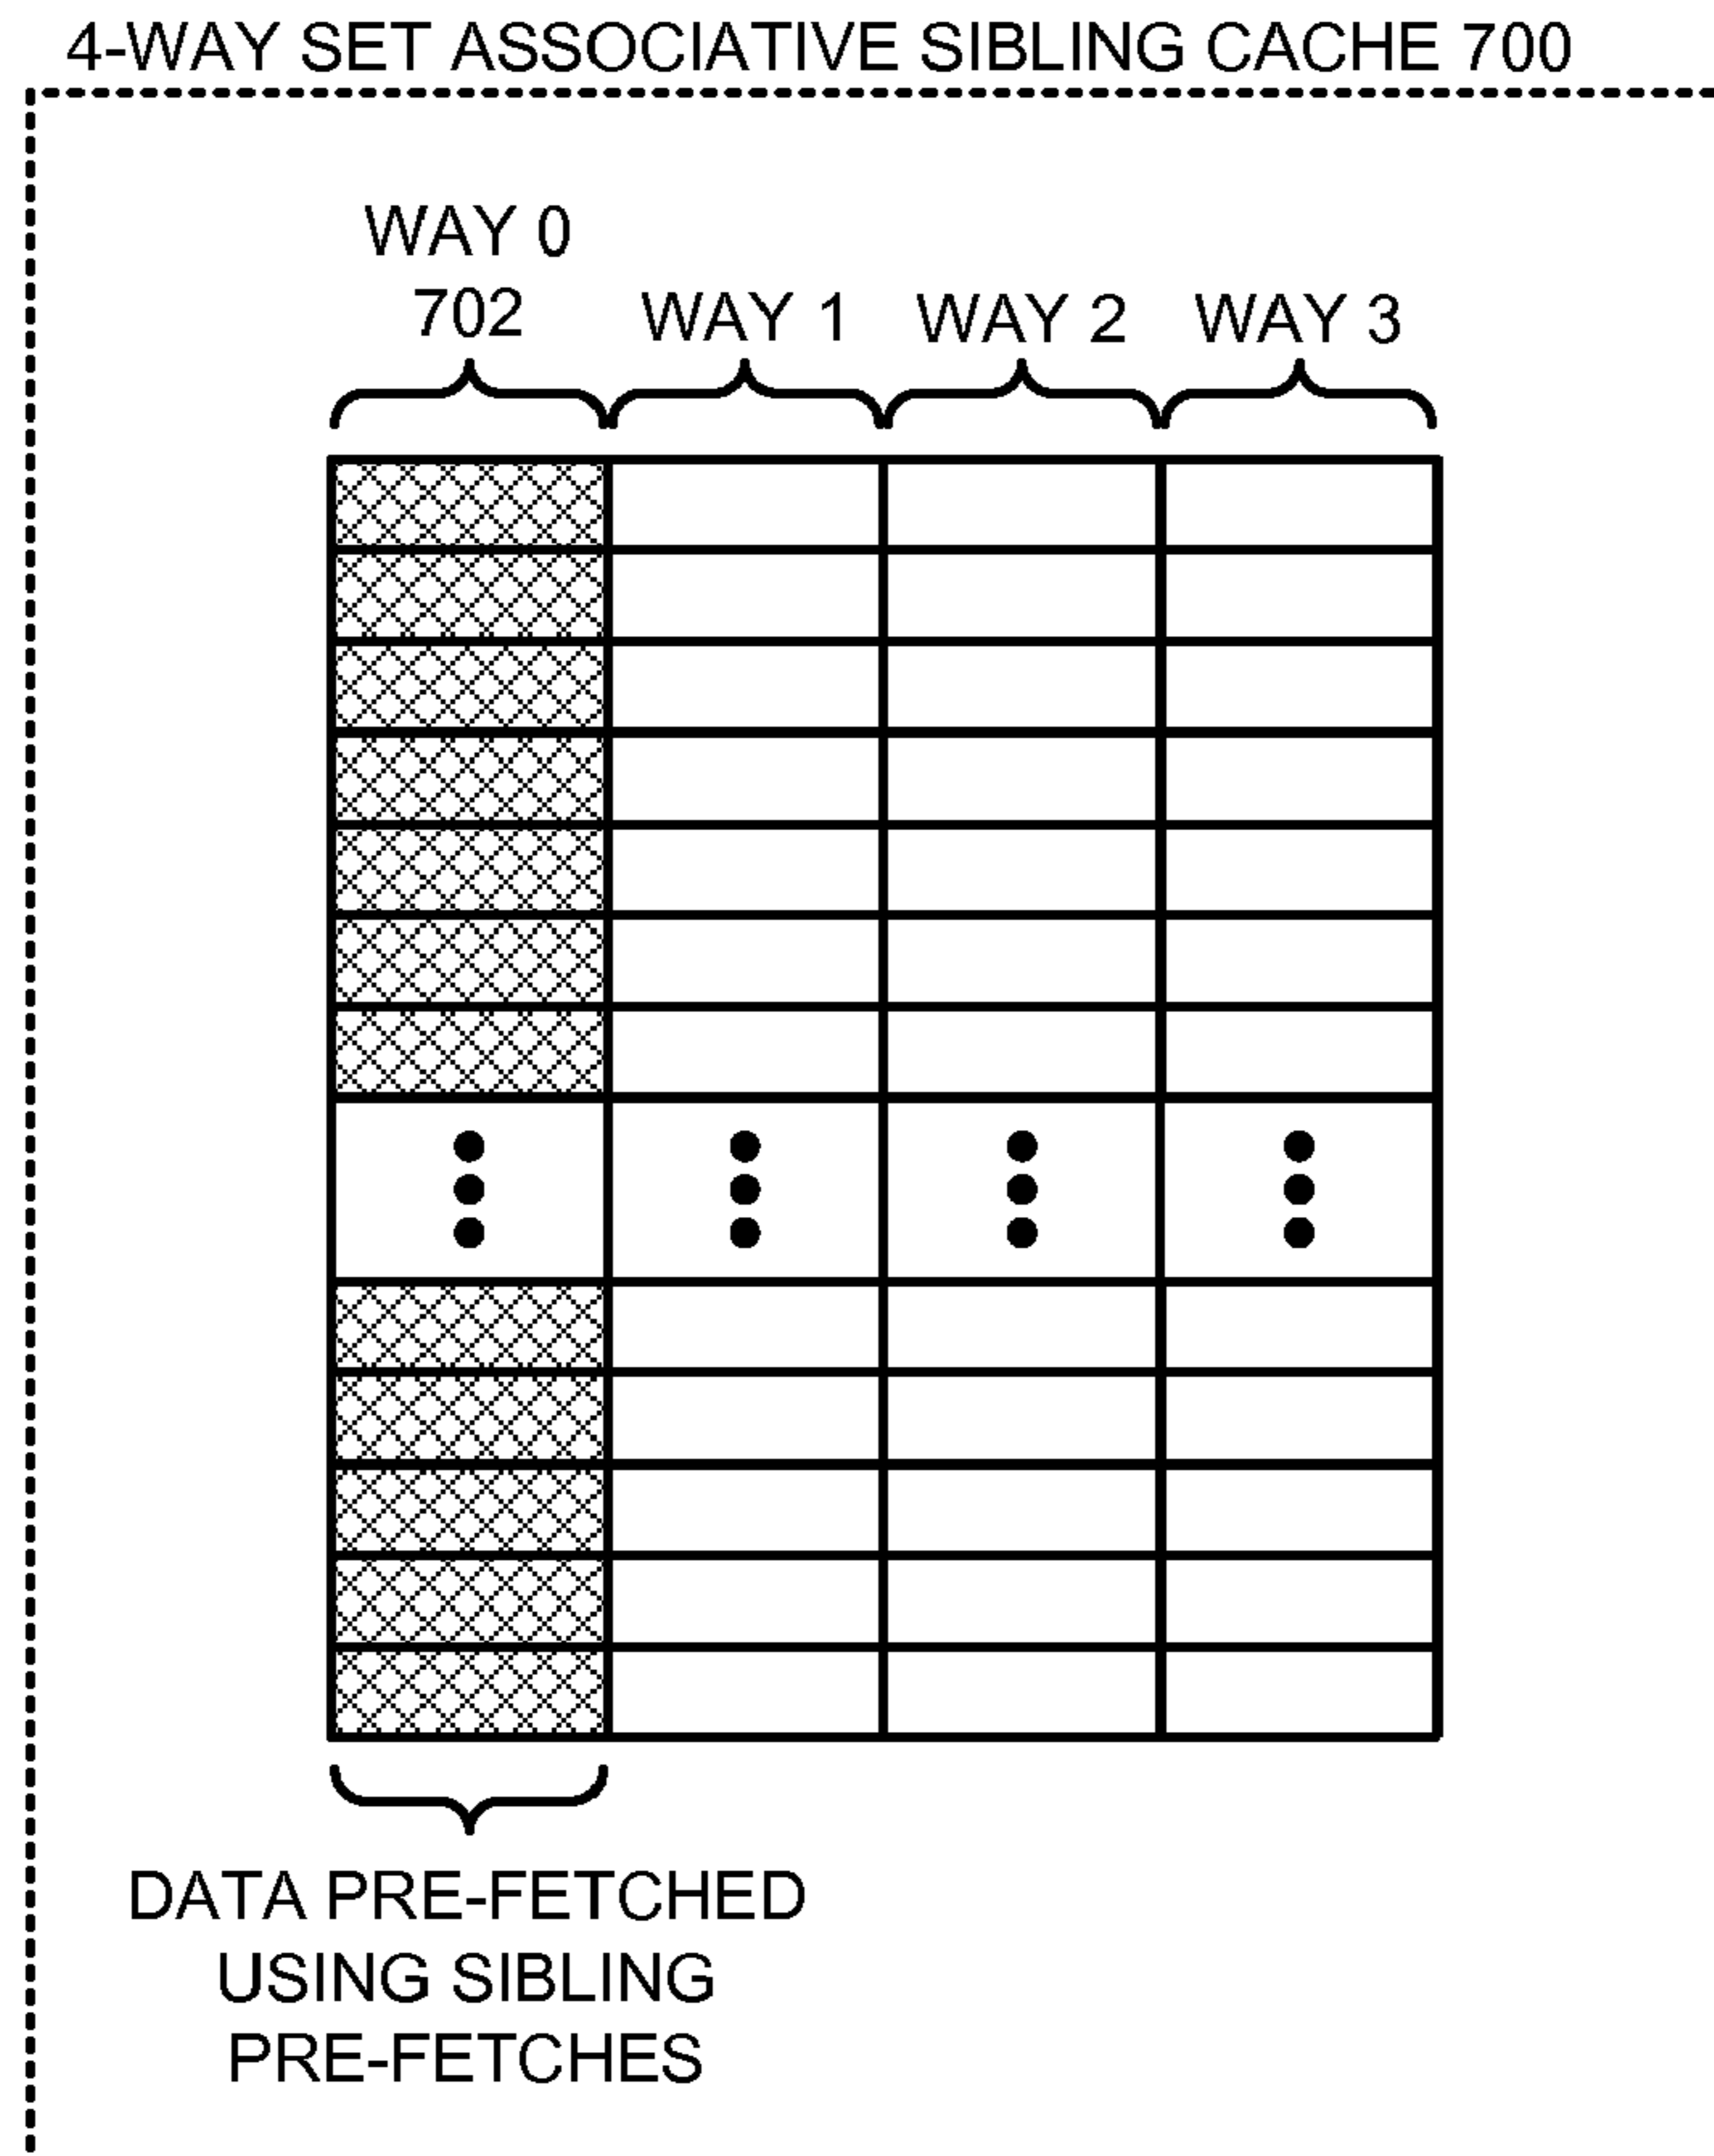 4-WAY SET ASSOCIATIVE SIBLING CACHE 700
WAY 0
702
WAY 1
WAY 2
WAY 3
DATA PRE-FETCHED
USING SIBLING
PRE-FETCHES